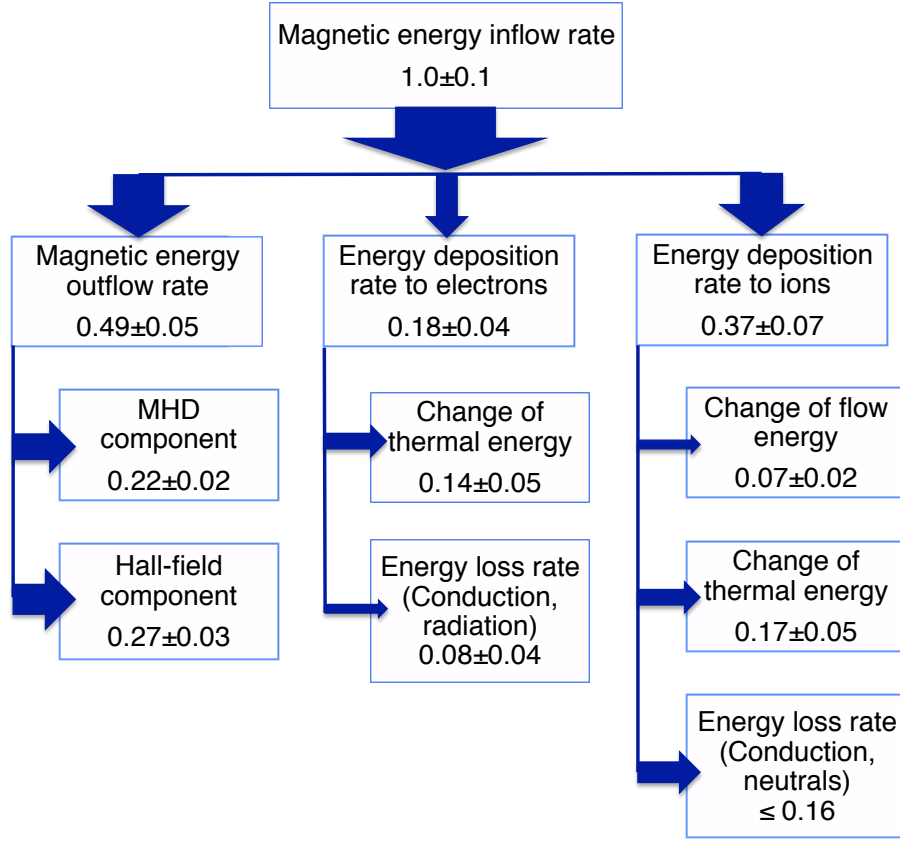 Magnetic energy inflow rate
1.0±0.1
Magnetic energy
outflow rate
0.49±0.05
MHD
component
0.22±0.02
Hall-field
component
0.27±0.03
Energy deposition
rate to electrons
0.18±0.04
Change of
thermal energy
0.14±0.05
Energy loss rate
(Conduction,
radiation)
0.08±0.04
Energy deposition
rate to ions
0.37±0.07
Change of flow
energy
0.07±0.02
Change of
thermal energy
0.17±0.05
Energy loss rate
(Conduction,
neutrals)
≤ 0.16